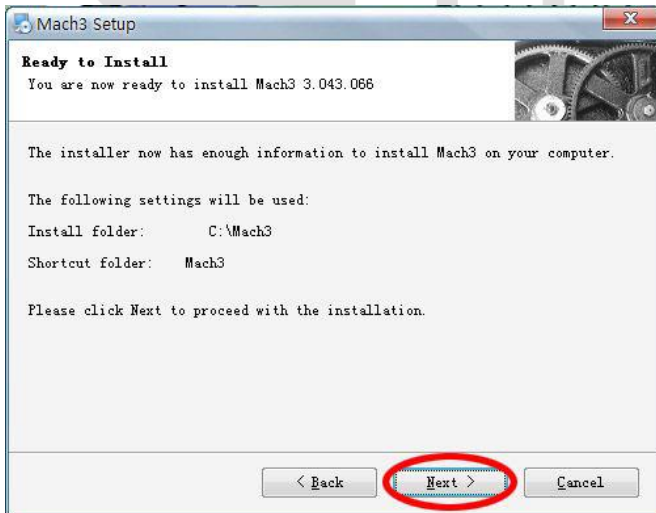 Mach3 Setup
Ready to Install
You are now ready to install Mach3 3.043.066
The installer now has enough information to install Mach3 on your computer.
The following settings will be used:
Install folder: C:\Mach3
Shortcut folder: Mach3
Please click Next to proceed with the installation.
< Back Next > Cancel